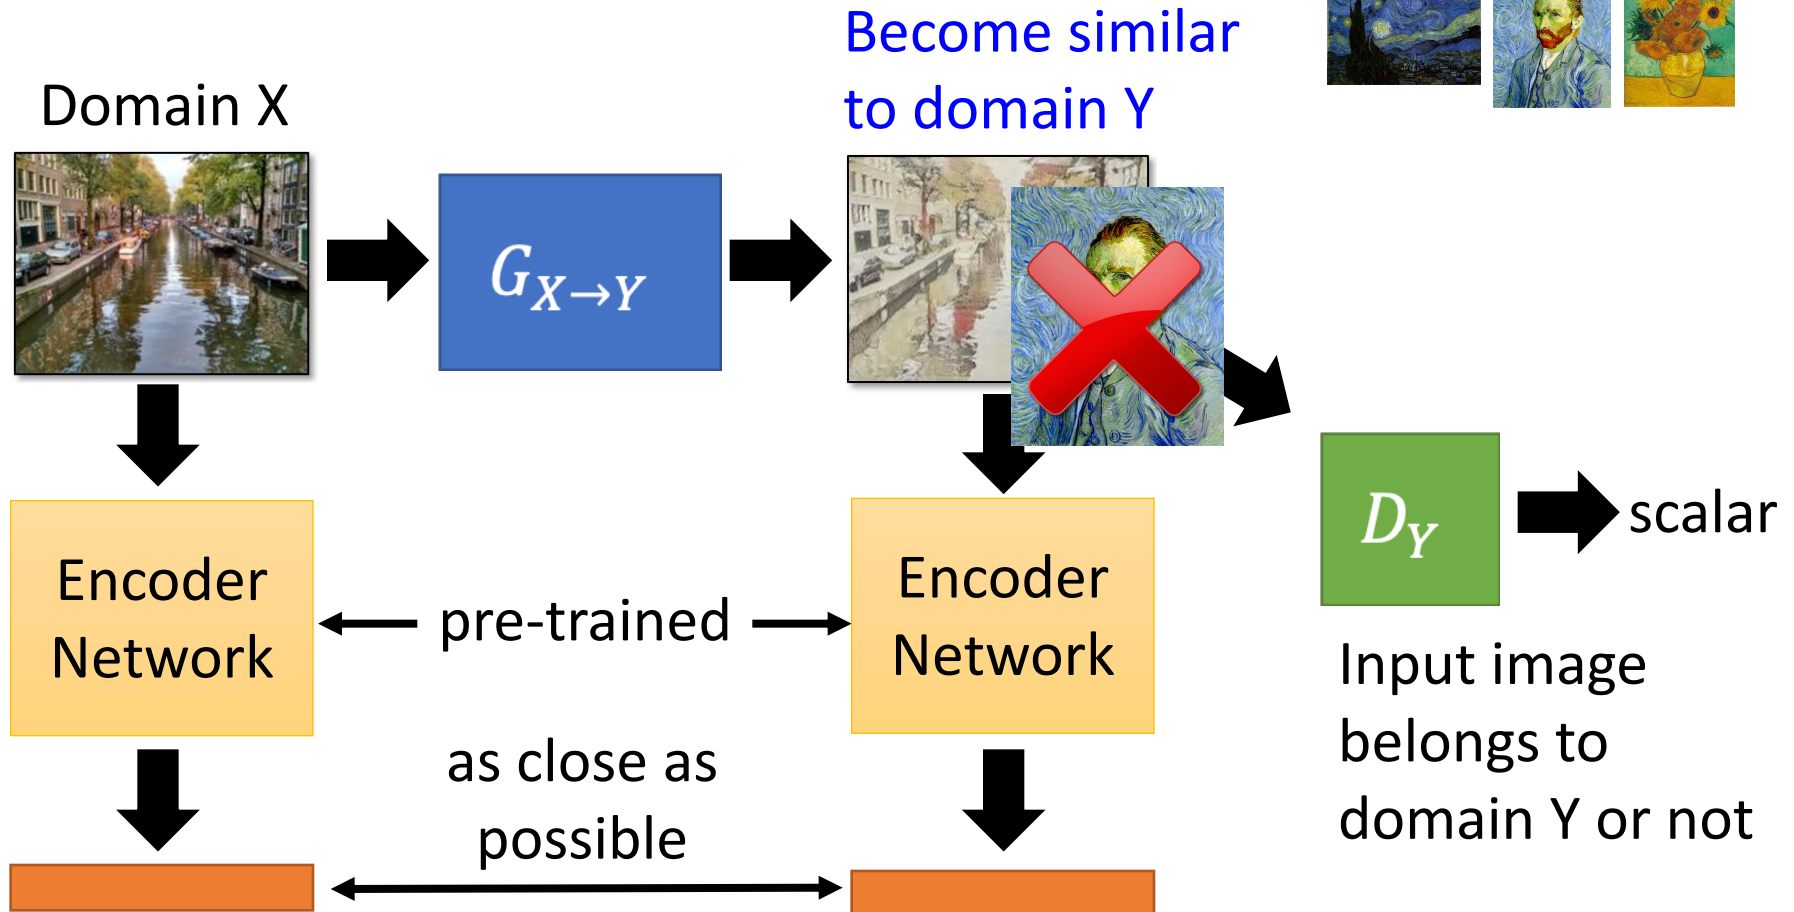 Become similar
to domain Y
Domain X
G_{X→Y}
Encoder
Network
pre-trained
Encoder
Network
D_Y
scalar
Input image
belongs to
domain Y or not
as close as
possible